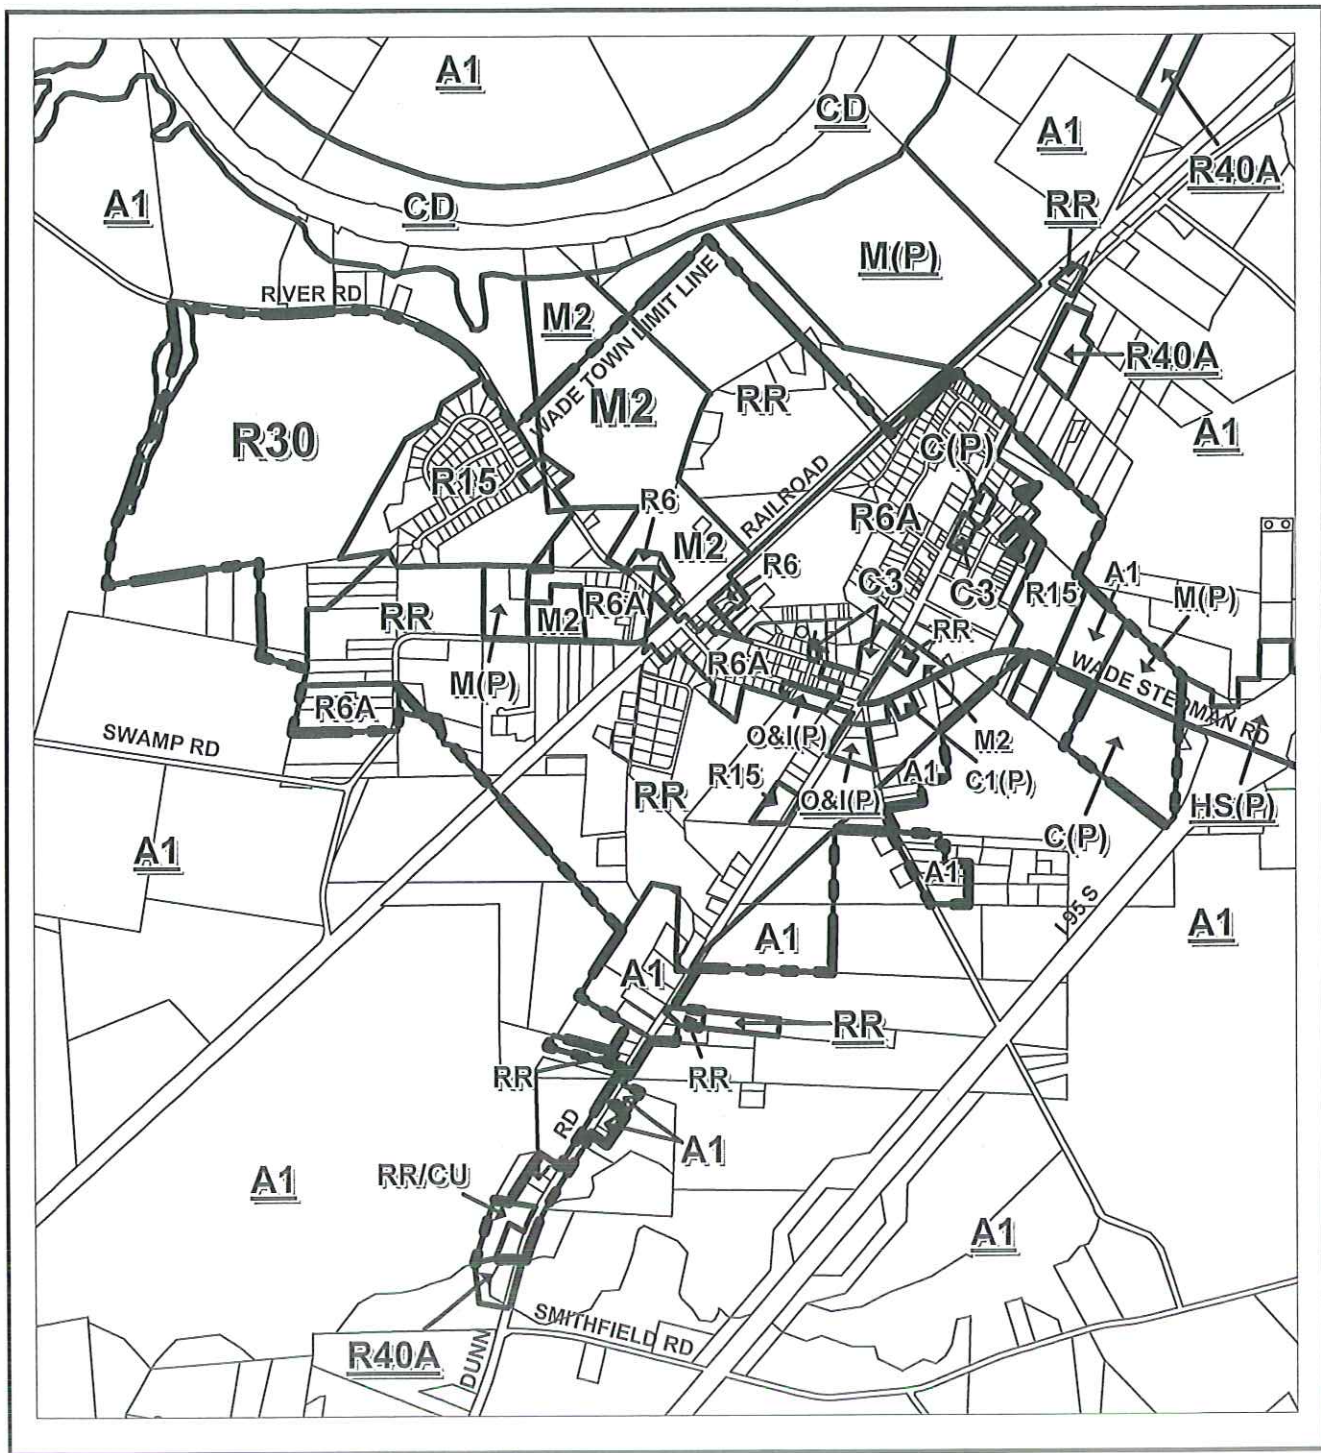 A1
CD
A1
R40A
A1
CD
RR
M(P)
RIVER RD
M2
WADE TOWN LIMIT LINE
R40A
RR
M2
A1
R30
C(P)
RAILROAD
R15
R6
R6A
M2
R6
A1
C3
C3
R15
M(P)
RR
M2
R6A
RR
R6A
WADE STEDMAN RD
M(P)
R6A
SWAMP RD
O&I(P)
M2
R15
A1
C1(P)
RR
O&I(P)
HS(P)
C(P)
A1
A1
I 95 S
A1
A1
A1
RR
RR
RR
RD
A1
RR/CU
A1
A1
SMITHFIELD RD
R40A
DUNN